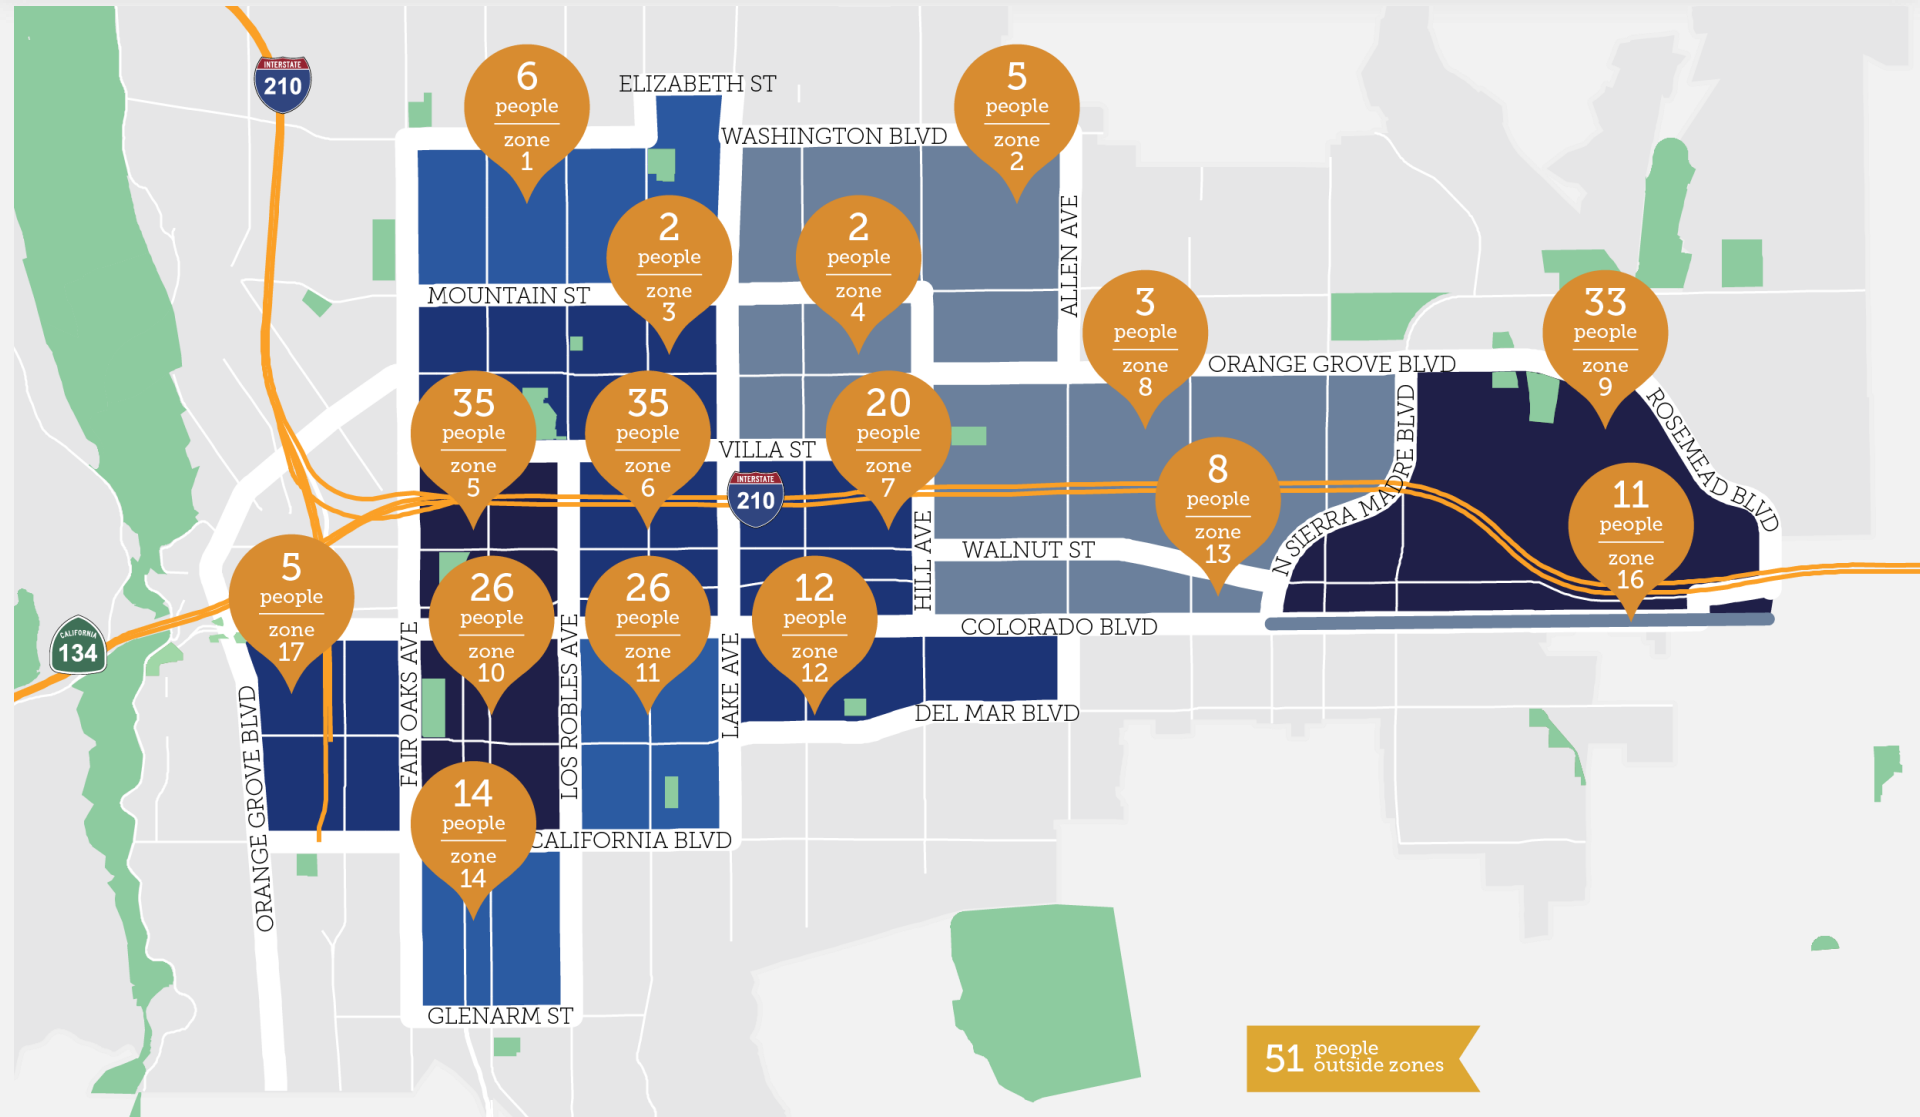 INTERSTATE
210
6
people
zone
1
ELIZABETH ST
5
people
zone
2
WASHINGTON BLVD
2
people
zone
3
2
people
zone
4
ALLEN AVE
MOUNTAIN ST
3
people
zone
8
33
people
zone
9
ORANGE GROVE BLVD
35
people
zone
5
35
people
zone
6
20
people
zone
7
VILLA ST
INTERSTATE
210
N SIERRA MADRE BLVD
ROSEMEAD BLVD
8
people
zone
13
11
people
zone
16
HILL AVE
WALNUT ST
5
people
zone
17
26
people
zone
10
26
people
zone
11
12
people
zone
12
CALIFORNIA
134
COLORADO BLVD
FAIR OAKS AVE
LOS ROBLES AVE
LAKE AVE
DEL MAR BLVD
ORANGE GROVE BLVD
14
people
zone
14
CALIFORNIA BLVD
GLENARM ST
51 people
outside zones